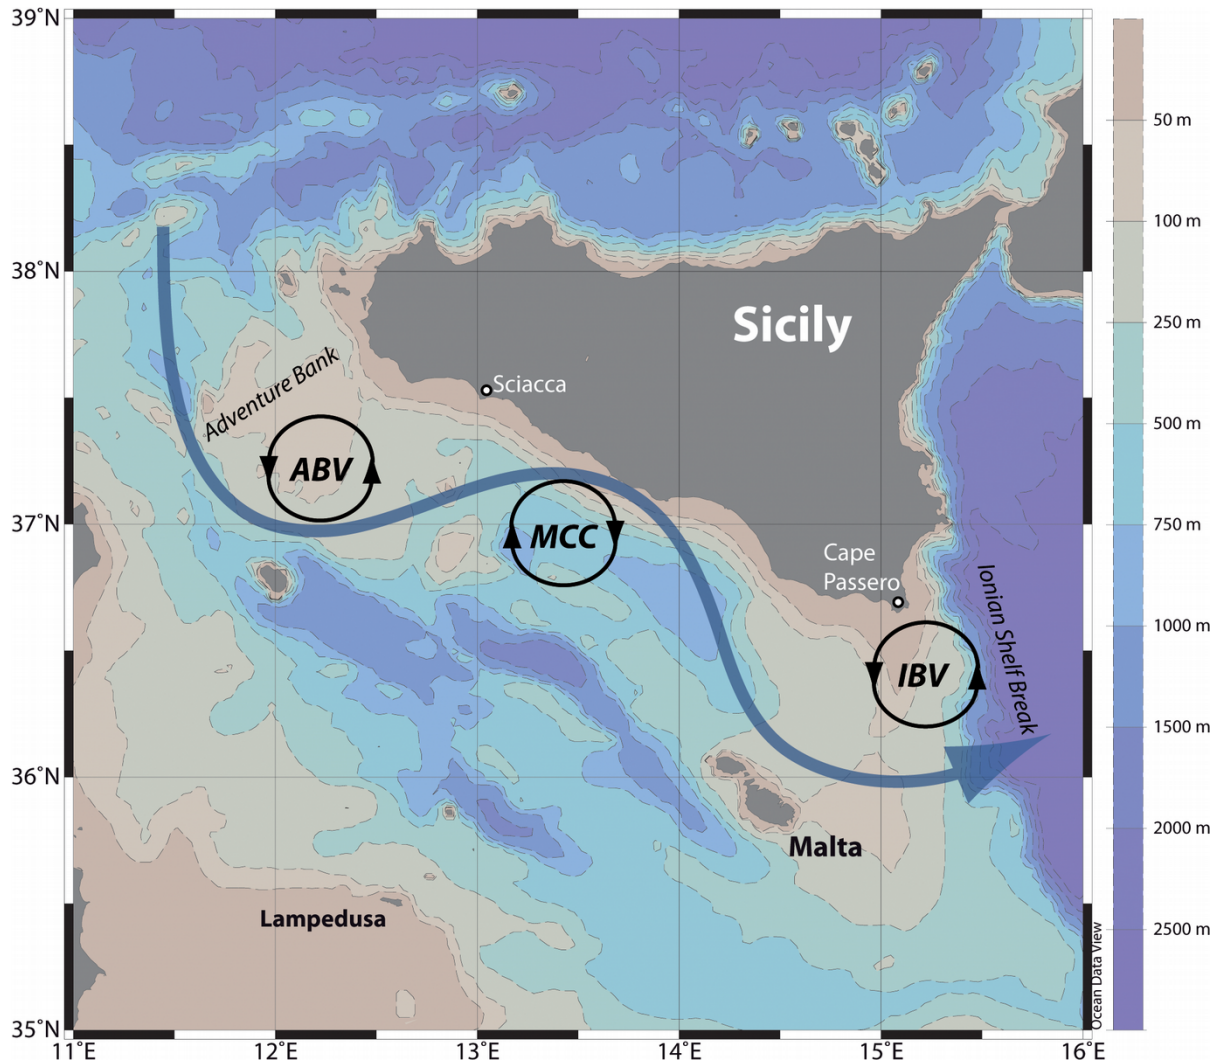 39°N
38°N
37°N
36°N
35°N
11°E
12°E
13°E
14°E
15°E
16°E
Sicily
Sciacca
Adventure Bank
ABV
MCC
Cape
Passero
IBV
Ionian Shelf Break
Malta
Lampedusa
Ocean Data View
50 m
100 m
250 m
500 m
750 m
1000 m
1500 m
2000 m
2500 m